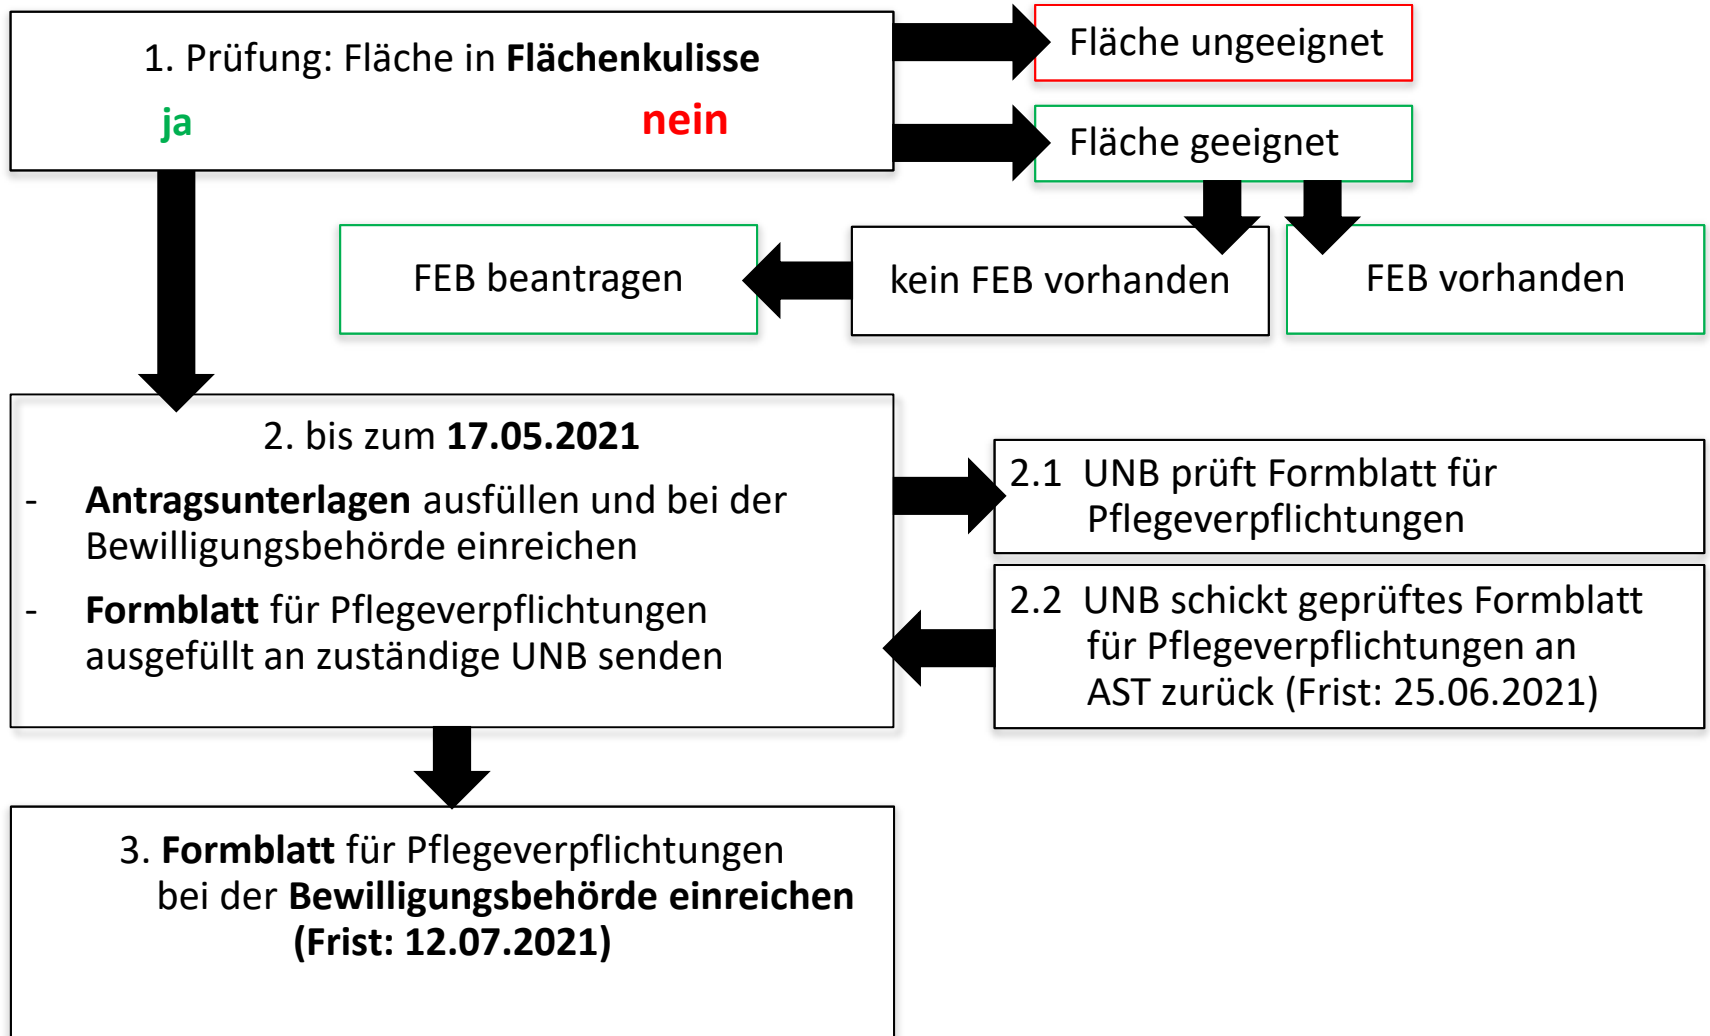 1. Prüfung: Fläche in Flächenkulisse
ja
nein
Fläche ungeeignet
Fläche geeignet
FEB beantragen
kein FEB vorhanden
FEB vorhanden
2. bis zum 17.05.2021
- Antragsunterlagen ausfüllen und bei der
Bewilligungsbehörde einreichen
- Formblatt für Pflegeverpflichtungen
ausgefüllt an zuständige UNB senden
2.1 UNB prüft Formblatt für
Pflegeverpflichtungen
2.2 UNB schickt geprüftes Formblatt
für Pflegeverpflichtungen an
AST zurück (Frist: 25.06.2021)
3. Formblatt für Pflegeverpflichtungen
bei der Bewilligungsbehörde einreichen
(Frist: 12.07.2021)